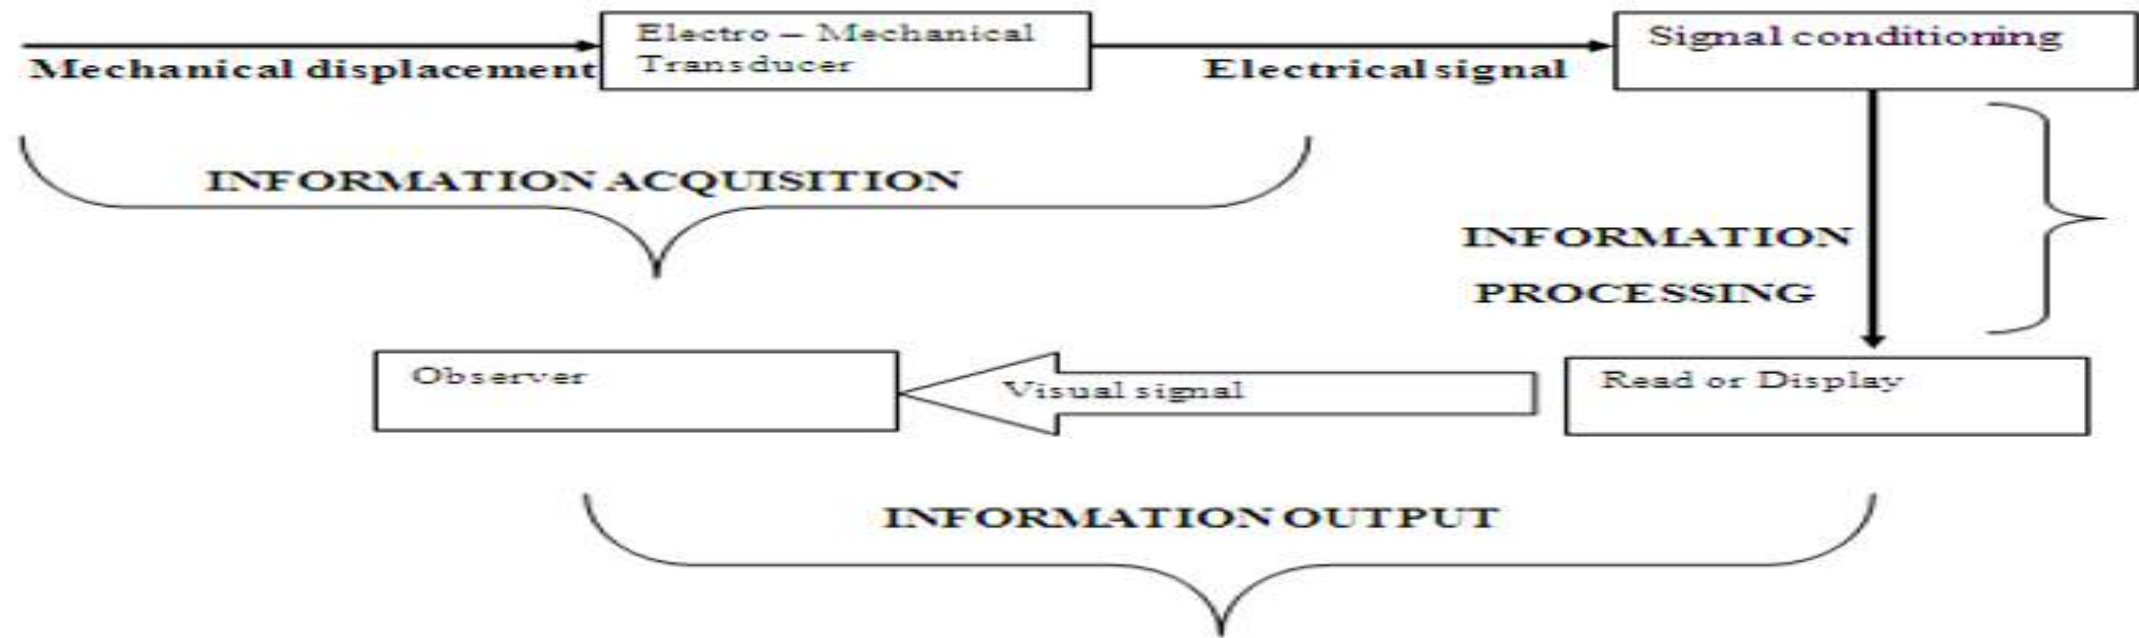 Electro – Mechanical
Transducer
Signal conditioning
Mechanical displacement
Electrical signal
INFORMATION ACQUISITION
INFORMATION
PROCESSING
Observer
Visual signal
Read or Display
INFORMATION OUTPUT